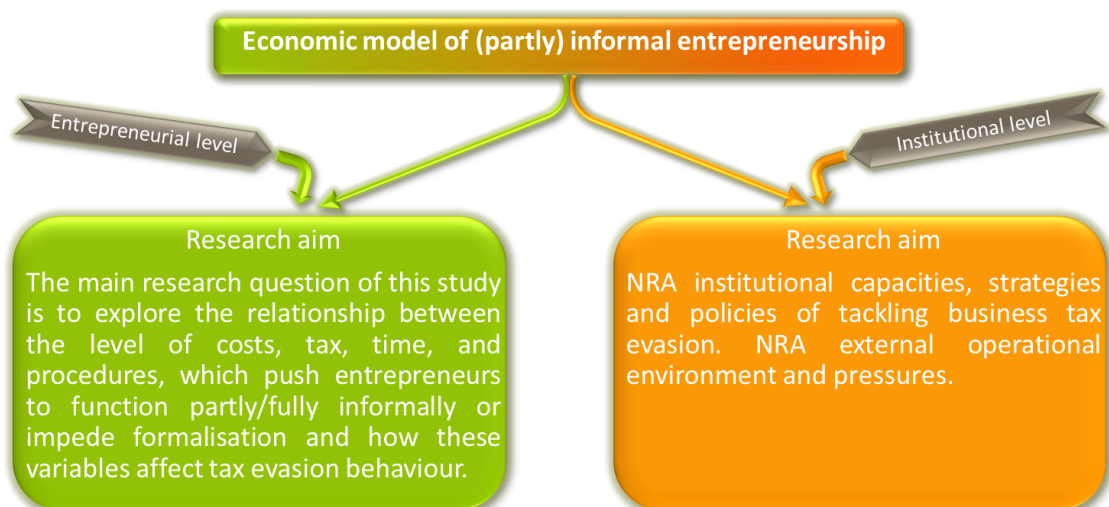 Economic model of (partly) informal entrepreneurship
Entrepreneurial level
Institutional level
Research aim
The main research question of this study
is to explore the relationship between
the level of costs, tax, time, and
procedures, which push entrepreneurs
to function partly/fully informally or
impede formalisation and how these
variables affect tax evasion behaviour.
Research aim
NRA institutional capacities, strategies
and policies of tackling business tax
evasion. NRA external operational
environment and pressures.